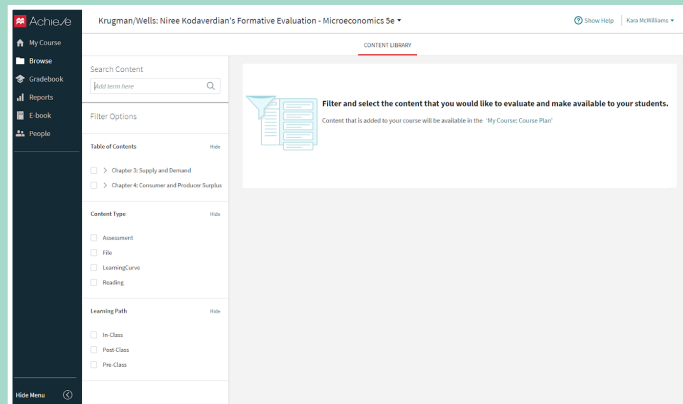 Achieve
Krugman/Wells: Niree Kodaverdian's Formative Evaluation - Microeconomics 5e
Show Help
Kara McWilliams
My Course
Browse
Gradebook
Reports
E-book
People
Hide Menu
CONTENT LIBRARY
Search Content
Add term here
Filter Options
Table of Contents Hide
Chapter 3: Supply and Demand
Chapter 4: Consumer and Producer Surplus
Content Type Hide
Assessment
File
LearningCurve
Reading
Learning Path Hide
In-Class
Post-Class
Pre-Class
Filter and select the content that you would like to evaluate and make available to your students.
Content that is added to your course will be available in the 'My Course: Course Plan'